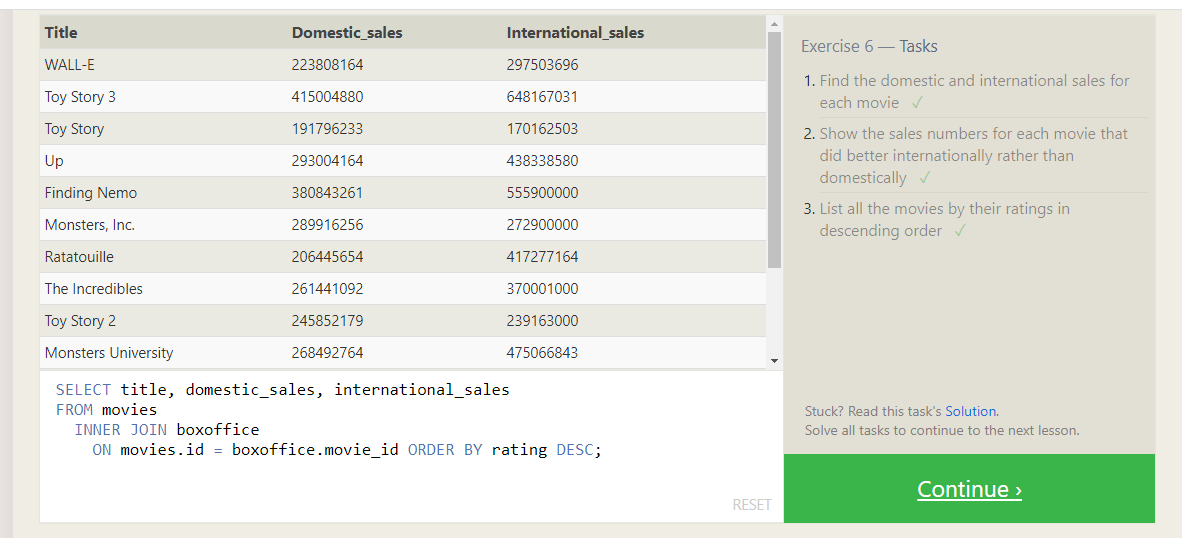 Title Domestic_sales International_sales
WALL-E 223808164 297503696
Toy Story 3 415004880 648167031
Toy Story 191796233 170162503
Up 293004164 438338580
Finding Nemo 380843261 555900000
Monsters, Inc. 289916256 272900000
Ratatouille 206445654 417277164
The Incredibles 261441092 370001000
Toy Story 2 245852179 239163000
Monsters University 268492764 475066843
SELECT title, domestic_sales, international_sales
FROM movies
  INNER JOIN boxoffice
    ON movies.id = boxoffice.movie_id ORDER BY rating DESC;
RESET
Exercise 6 — Tasks
1. Find the domestic and international sales for
each movie ✓
2. Show the sales numbers for each movie that
did better internationally rather than
domestically ✓
3. List all the movies by their ratings in
descending order ✓
Stuck? Read this task's Solution.
Solve all tasks to continue to the next lesson.
Continue ›